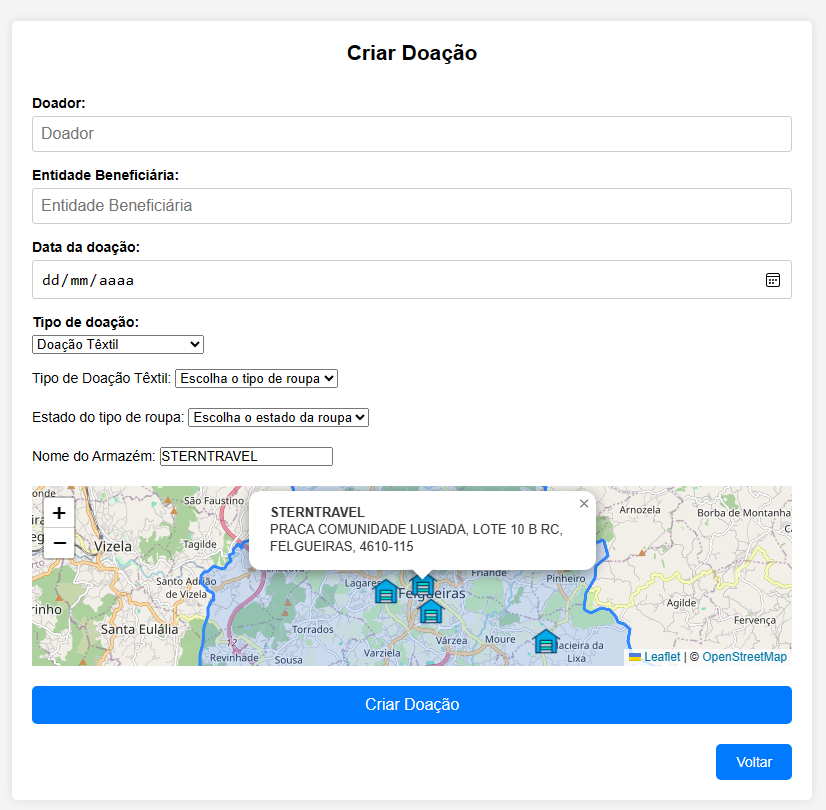 Criar Doação
Doador:
Doador
Entidade Beneficiária:
Entidade Beneficiária
Data da doação:
dd/mm/aaaa
Tipo de doação:
Doação Têxtil
Tipo de Doação Têxtil: Escolha o tipo de roupa
Estado do tipo de roupa: Escolha o estado da roupa
Nome do Armazém: STERNTRAVEL
+
−
×
STERNTRAVEL
PRACA COMUNIDADE LUSIADA, LOTE 10 B RC,
FELGUEIRAS, 4610-115
São Faustino
Arnozela
Borba de Montanha
Vizela
Tagilde
Santo Adrião
de Vizela
Lagares
Felgueiras
Friande
Pinheiro
Agilde
Fervença
Santa Eulália
Torrados
Várzea
Moure
Varziela
12
Revinhade
Sousa
Lixa
Leaflet | © OpenStreetMap
Criar Doação
Voltar